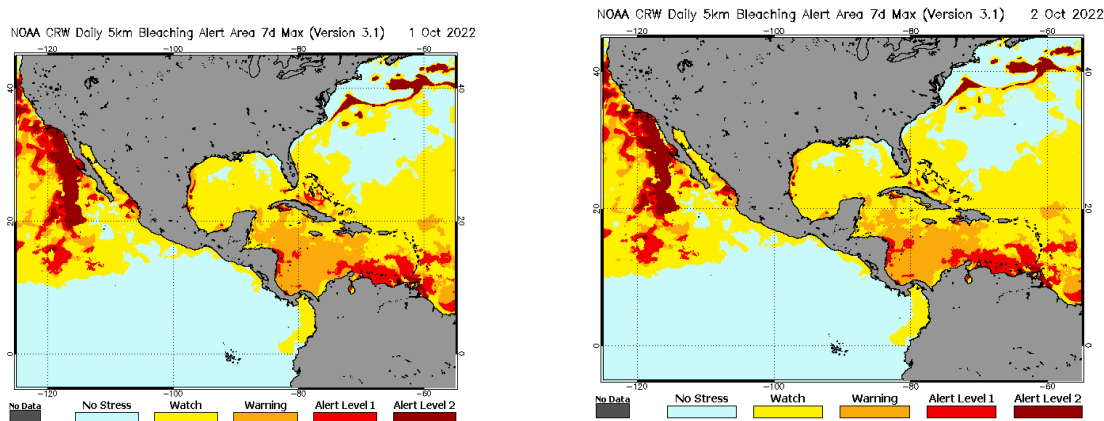 NOAA CRW Daily 5km Bleaching Alert Area 7d Max (Version 3.1) 1 Oct 2022
-120 -100 -80 -60
40 40
20 20
0 0
-120 -100 -80 -60
No Data No Stress Watch Warning Alert Level 1 Alert Level 2
NOAA CRW Daily 5km Bleaching Alert Area 7d Max (Version 3.1) 2 Oct 2022
-120 -100 -80 -60
40 40
20 20
0 0
-120 -100 -80 -60
No Data No Stress Watch Warning Alert Level 1 Alert Level 2